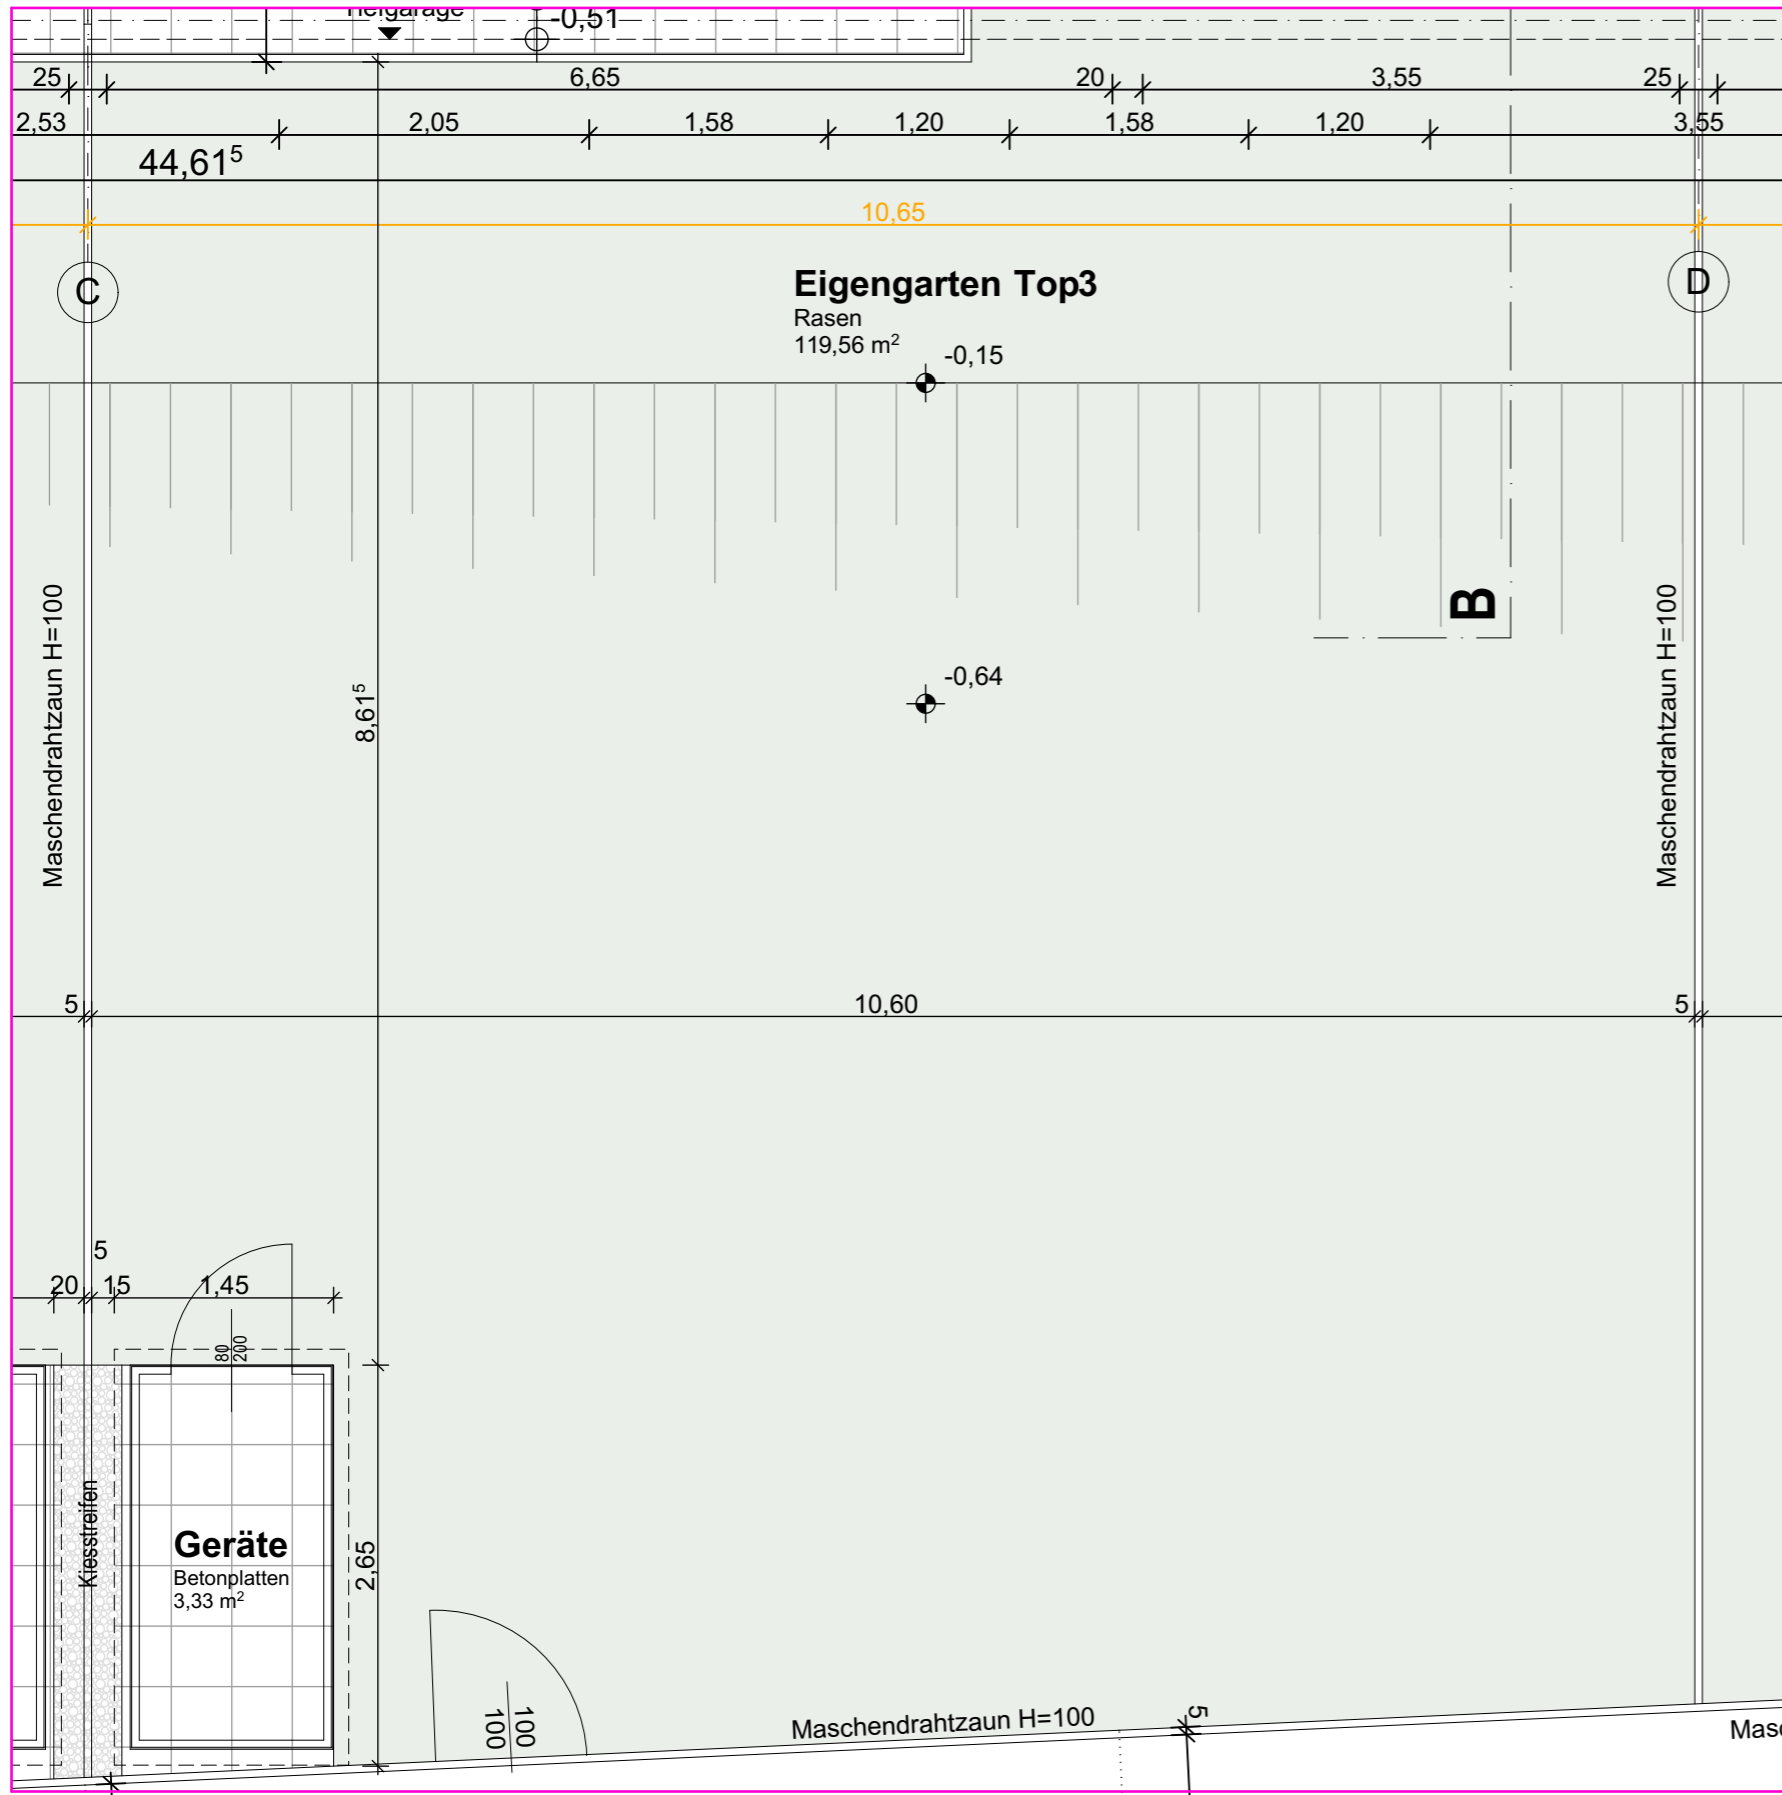 Tiefgarage
-0,51
25
6,65
20
3,55
25
2,53
2,05
1,58
1,20
1,58
1,20
3,55
44,61⁵
10,65
C
D
Eigengarten Top3
Rasen
119,56 m²
-0,15
B
Maschendrahtzaun H=100
Maschendrahtzaun H=100
-0,64
8,61⁵
5
10,60
5
5
20
15
1,45
80
200
Kiesstreifen
Geräte
Betonplatten
3,33 m²
2,65
100
100
Maschendrahtzaun H=100
5
Masc